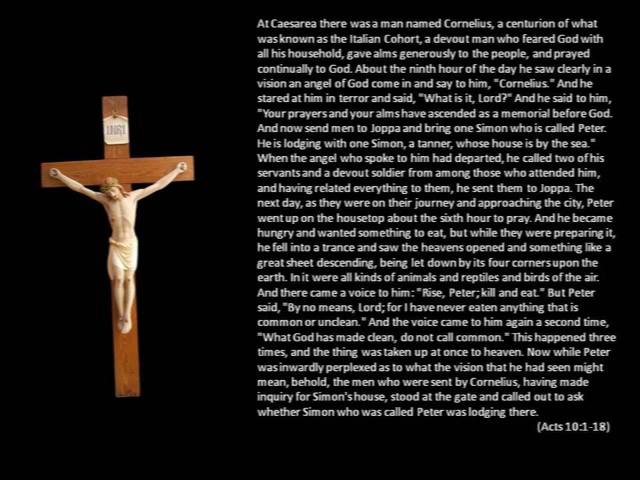 At Caesarea there was a man named Cornelius, a centurion of what
was known as the Italian Cohort, a devout man who feared God with
all his household, gave alms generously to the people, and prayed
continually to God. About the ninth hour of the day he saw clearly in a
vision an angel of God come in and say to him, "Cornelius." And he
stared at him in terror and said, "What is it, Lord?" And he said to him,
"Your prayers and your alms have ascended as a memorial before God.
And now send men to Joppa and bring one Simon who is called Peter.
He is lodging with one Simon, a tanner, whose house is by the sea."
When the angel who spoke to him had departed, he called two of his
servants and a devout soldier from among those who attended him,
and having related everything to them, he sent them to Joppa. The
next day, as they were on their journey and approaching the city, Peter
went up on the housetop about the sixth hour to pray. And he became
hungry and wanted something to eat, but while they were preparing it,
he fell into a trance and saw the heavens opened and something like a
great sheet descending, being let down by its four corners upon the
earth. In it were all kinds of animals and reptiles and birds of the air.
And there came a voice to him: "Rise, Peter; kill and eat." But Peter
said, "By no means, Lord; for I have never eaten anything that is
common or unclean." And the voice came to him again a second time,
"What God has made clean, do not call common." This happened three
times, and the thing was taken up at once to heaven. Now while Peter
was inwardly perplexed as to what the vision that he had seen might
mean, behold, the men who were sent by Cornelius, having made
inquiry for Simon's house, stood at the gate and called out to ask
whether Simon who was called Peter was lodging there.
(Acts 10:1-18)
INRI